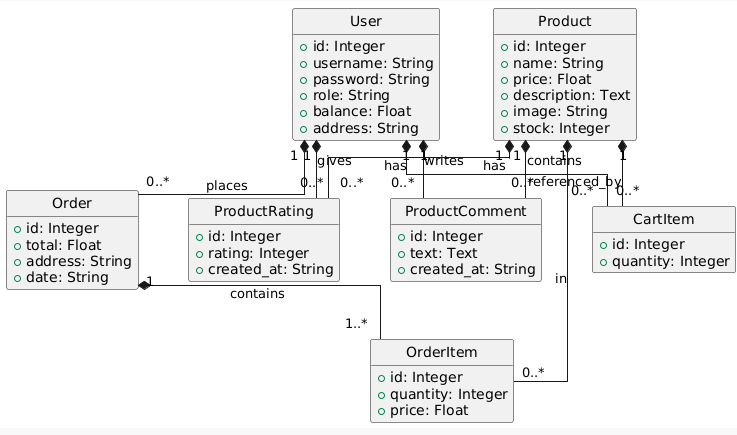 User
id: Integer
username: String
password: String
role: String
balance: Float
address: String
Product
id: Integer
name: String
price: Float
description: Text
image: String
stock: Integer
1
1
gives
1
1
writes
has
has
1
1
contains
1
1
referenced_by
0..*
places
0..*
0..*
0..*
0..*
0..*
0..*
Order
id: Integer
total: Float
address: String
date: String
ProductRating
id: Integer
rating: Integer
created_at: String
ProductComment
id: Integer
text: Text
created_at: String
CartItem
id: Integer
quantity: Integer
1
contains
in
1..*
0..*
OrderItem
id: Integer
quantity: Integer
price: Float